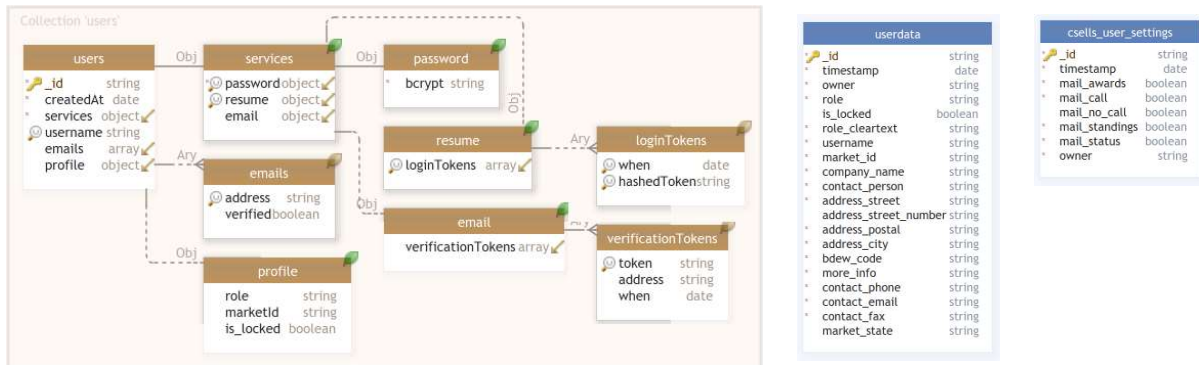 Collection 'users'
users
_id string
* createdAt date
* services object
username string
emails array
profile object
Obj
services
* password object
resume object
email object
Obj
password
* bcrypt string
Obj
resume
loginTokens array
Ary
loginTokens
when date
hashedToken string
Ary
emails
address string
verified boolean
Obj
email
verificationTokens array
Ary
verificationTokens
token string
address string
when date
Obj
profile
role string
marketId string
is_locked boolean
userdata
* _id string
* timestamp date
* owner string
* role string
is_locked boolean
* role_cleartext string
* username string
* market_id string
* company_name string
* contact_person string
* address_street string
address_street_number string
* address_postal string
* address_city string
* bdew_code string
* more_info string
* contact_phone string
* contact_email string
* contact_fax string
market_state string
csells_user_settings
* _id string
* timestamp date
* mail_awards boolean
* mail_call boolean
* mail_no_call boolean
* mail_standings boolean
* mail_status boolean
* owner string